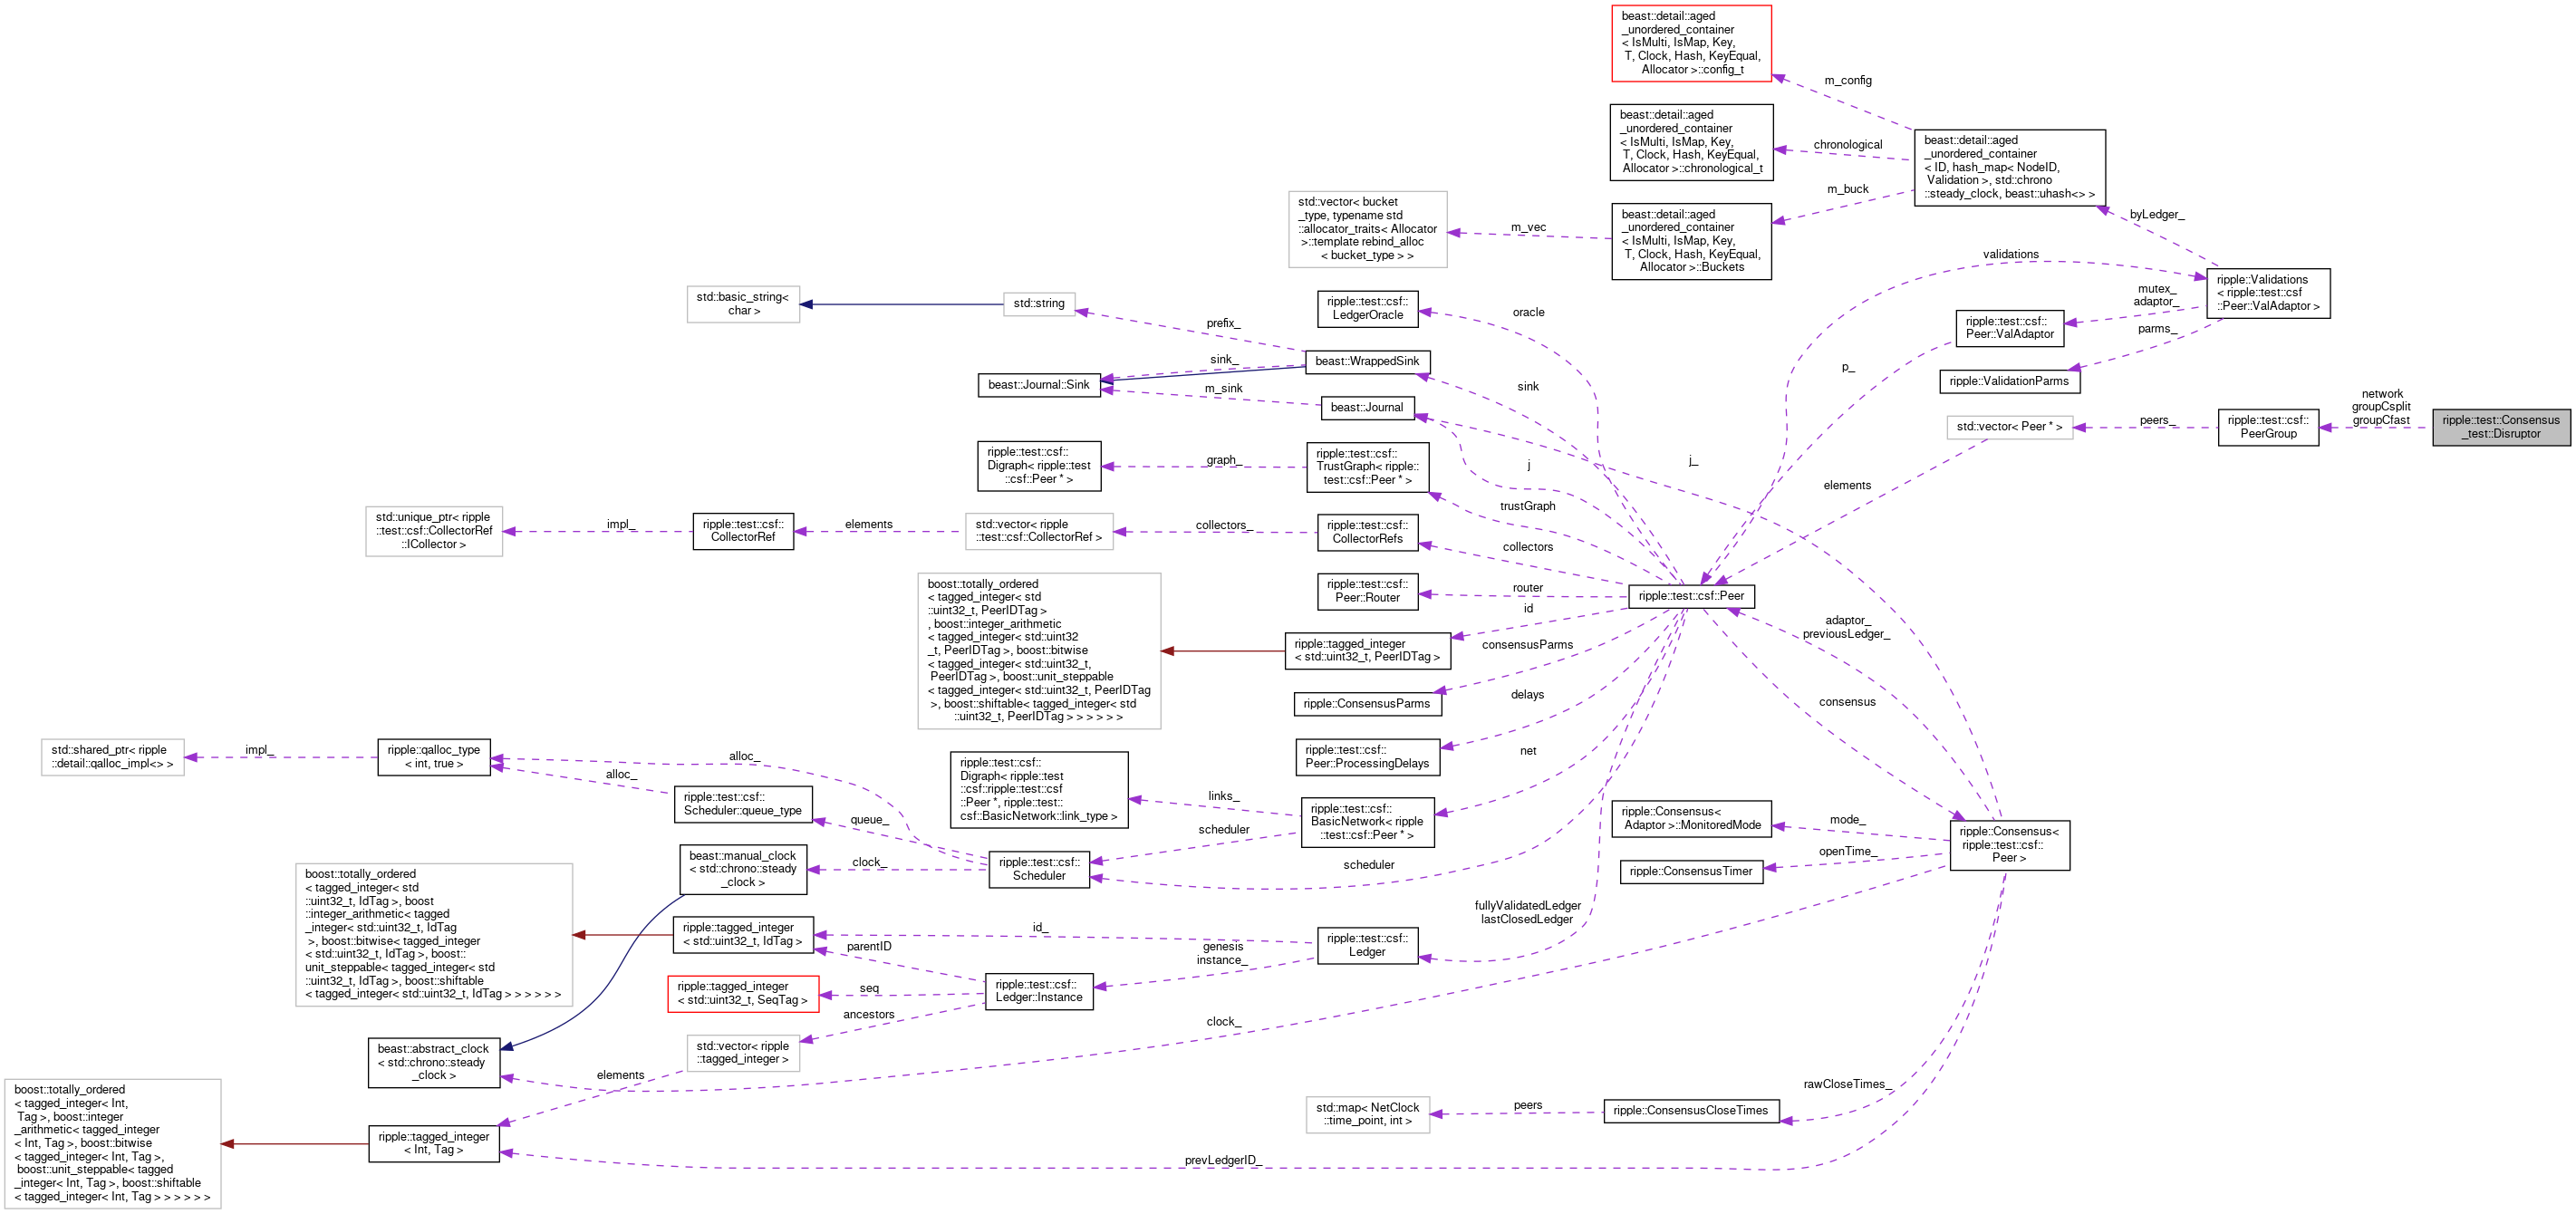 beast::detail::aged
_unordered_container
< IsMulti, IsMap, Key,
T, Clock, Hash, KeyEqual,
Allocator >::config_t
m_config
beast::detail::aged
_unordered_container
< IsMulti, IsMap, Key,
T, Clock, Hash, KeyEqual,
Allocator >::chronological_t
chronological
beast::detail::aged
_unordered_container
< ID, hash_map< NodeID,
Validation >, std::chrono
::steady_clock, beast::uhash<> >
m_buck
std::vector< bucket
_type, typename std
::allocator_traits< Allocator
>::template rebind_alloc
< bucket_type > >
m_vec
beast::detail::aged
_unordered_container
< IsMulti, IsMap, Key,
T, Clock, Hash, KeyEqual,
Allocator >::Buckets
byLedger_
validations
ripple::Validations
< ripple::test::csf
::Peer::ValAdaptor >
mutex_
adaptor_
parms_
ripple::test::csf::
Peer::ValAdaptor
ripple::ValidationParms
p_
std::basic_string<
char >
std::string
prefix_
ripple::test::csf::
LedgerOracle
oracle
beast::WrappedSink
sink_
sink
beast::Journal::Sink
m_sink
beast::Journal
j
j_
network
groupCsplit
groupCfast
ripple::test::Consensus
_test::Disruptor
ripple::test::csf::
PeerGroup
peers_
std::vector< Peer * >
elements
ripple::test::csf::
Digraph< ripple::test
::csf::Peer * >
graph_
ripple::test::csf::
TrustGraph< ripple::
test::csf::Peer * >
trustGraph
std::unique_ptr< ripple
::test::csf::CollectorRef
::ICollector >
impl_
ripple::test::csf::
CollectorRef
elements
std::vector< ripple
::test::csf::CollectorRef >
collectors_
ripple::test::csf::
CollectorRefs
collectors
ripple::test::csf::
Peer::Router
router
ripple::test::csf::Peer
id
boost::totally_ordered
< tagged_integer< std
::uint32_t, PeerIDTag >
, boost::integer_arithmetic
< tagged_integer< std::uint32
_t, PeerIDTag >, boost::bitwise
< tagged_integer< std::uint32_t,
PeerIDTag >, boost::unit_steppable
< tagged_integer< std::uint32_t, PeerIDTag
>, boost::shiftable< tagged_integer< std
::uint32_t, PeerIDTag > > > > > >
ripple::tagged_integer
< std::uint32_t, PeerIDTag >
consensusParms
ripple::ConsensusParms
adaptor_
previousLedger_
consensus
delays
ripple::test::csf::
Peer::ProcessingDelays
net
std::shared_ptr< ripple
::detail::qalloc_impl<> >
impl_
ripple::qalloc_type
< int, true >
alloc_
alloc_
ripple::test::csf::
Scheduler::queue_type
queue_
ripple::test::csf::
Digraph< ripple::test
::csf::ripple::test::csf
::Peer *, ripple::test::
csf::BasicNetwork::link_type >
links_
scheduler
ripple::test::csf::
BasicNetwork< ripple
::test::csf::Peer * >
ripple::Consensus<
Adaptor >::MonitoredMode
mode_
openTime_
ripple::ConsensusTimer
ripple::Consensus<
ripple::test::csf::
Peer >
beast::manual_clock
< std::chrono::steady
_clock >
clock_
ripple::test::csf::
Scheduler
scheduler
boost::totally_ordered
< tagged_integer< std
::uint32_t, IdTag >, boost
::integer_arithmetic< tagged
_integer< std::uint32_t, IdTag
>, boost::bitwise< tagged_integer
< std::uint32_t, IdTag >, boost::
unit_steppable< tagged_integer< std
::uint32_t, IdTag >, boost::shiftable
< tagged_integer< std::uint32_t, IdTag > > > > > >
ripple::tagged_integer
< std::uint32_t, IdTag >
id_
parentID
fullyValidatedLedger
lastClosedLedger
ripple::test::csf::
Ledger
genesis
instance_
ripple::tagged_integer
< std::uint32_t, SeqTag >
seq
ripple::test::csf::
Ledger::Instance
ancestors
clock_
beast::abstract_clock
< std::chrono::steady
_clock >
std::vector< ripple
::tagged_integer >
elements
boost::totally_ordered
< tagged_integer< Int,
Tag >, boost::integer
_arithmetic< tagged_integer
< Int, Tag >, boost::bitwise
< tagged_integer< Int, Tag >,
boost::unit_steppable< tagged
_integer< Int, Tag >, boost::shiftable
< tagged_integer< Int, Tag > > > > > >
ripple::tagged_integer
< Int, Tag >
std::map< NetClock
::time_point, int >
peers
ripple::ConsensusCloseTimes
rawCloseTimes_
prevLedgerID_